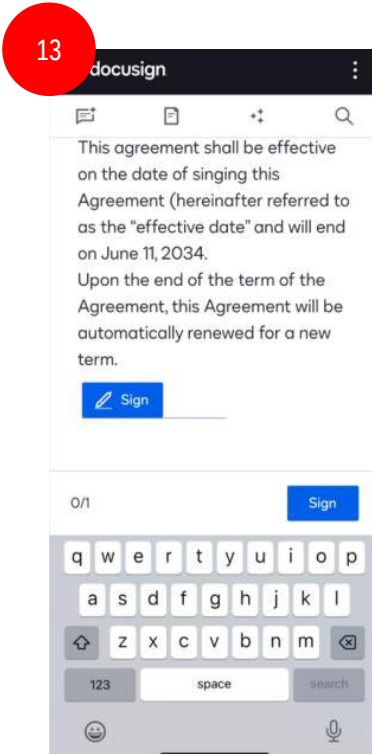 13
docusign
This agreement shall be effective
on the date of singing this
Agreement (hereinafter referred to
as the “effective date” and will end
on June 11, 2034.
Upon the end of the term of the
Agreement, this Agreement will be
automatically renewed for a new
term.
Sign
0/1 Sign
q w e r t y u i o p
a s d f g h j k l
z x c v b n m
123 space search